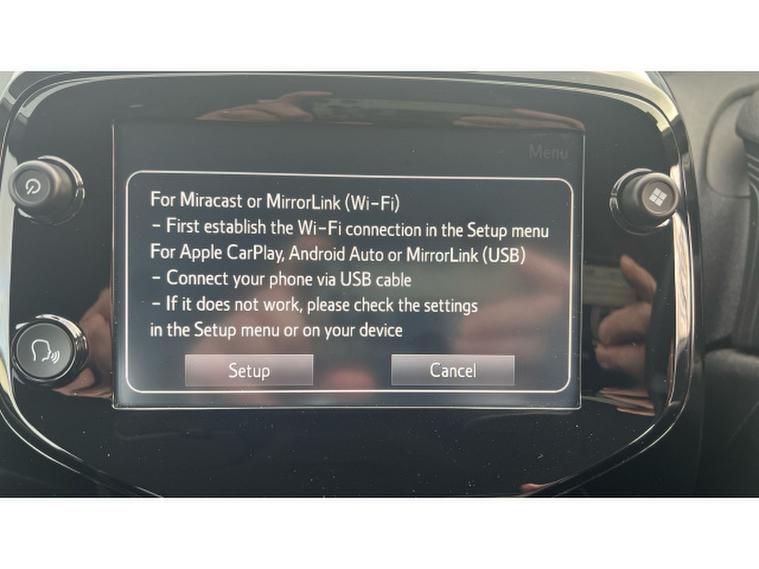 Menu
For Miracast or MirrorLink (Wi-Fi)
- First establish the Wi-Fi connection in the Setup menu
For Apple CarPlay, Android Auto or MirrorLink (USB)
- Connect your phone via USB cable
- If it does not work, please check the settings
in the Setup menu or on your device
Setup Cancel